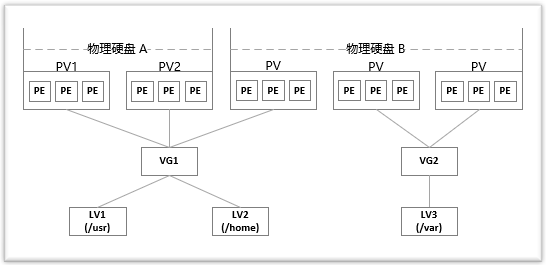 物理硬盘 A 物理硬盘 B
PV1 PV2 PV PV PV
PE PE PE PE PE PE PE PE PE PE PE PE PE PE PE
VG1 VG2
LV1 LV2 LV3
(/usr) (/home) (/var)